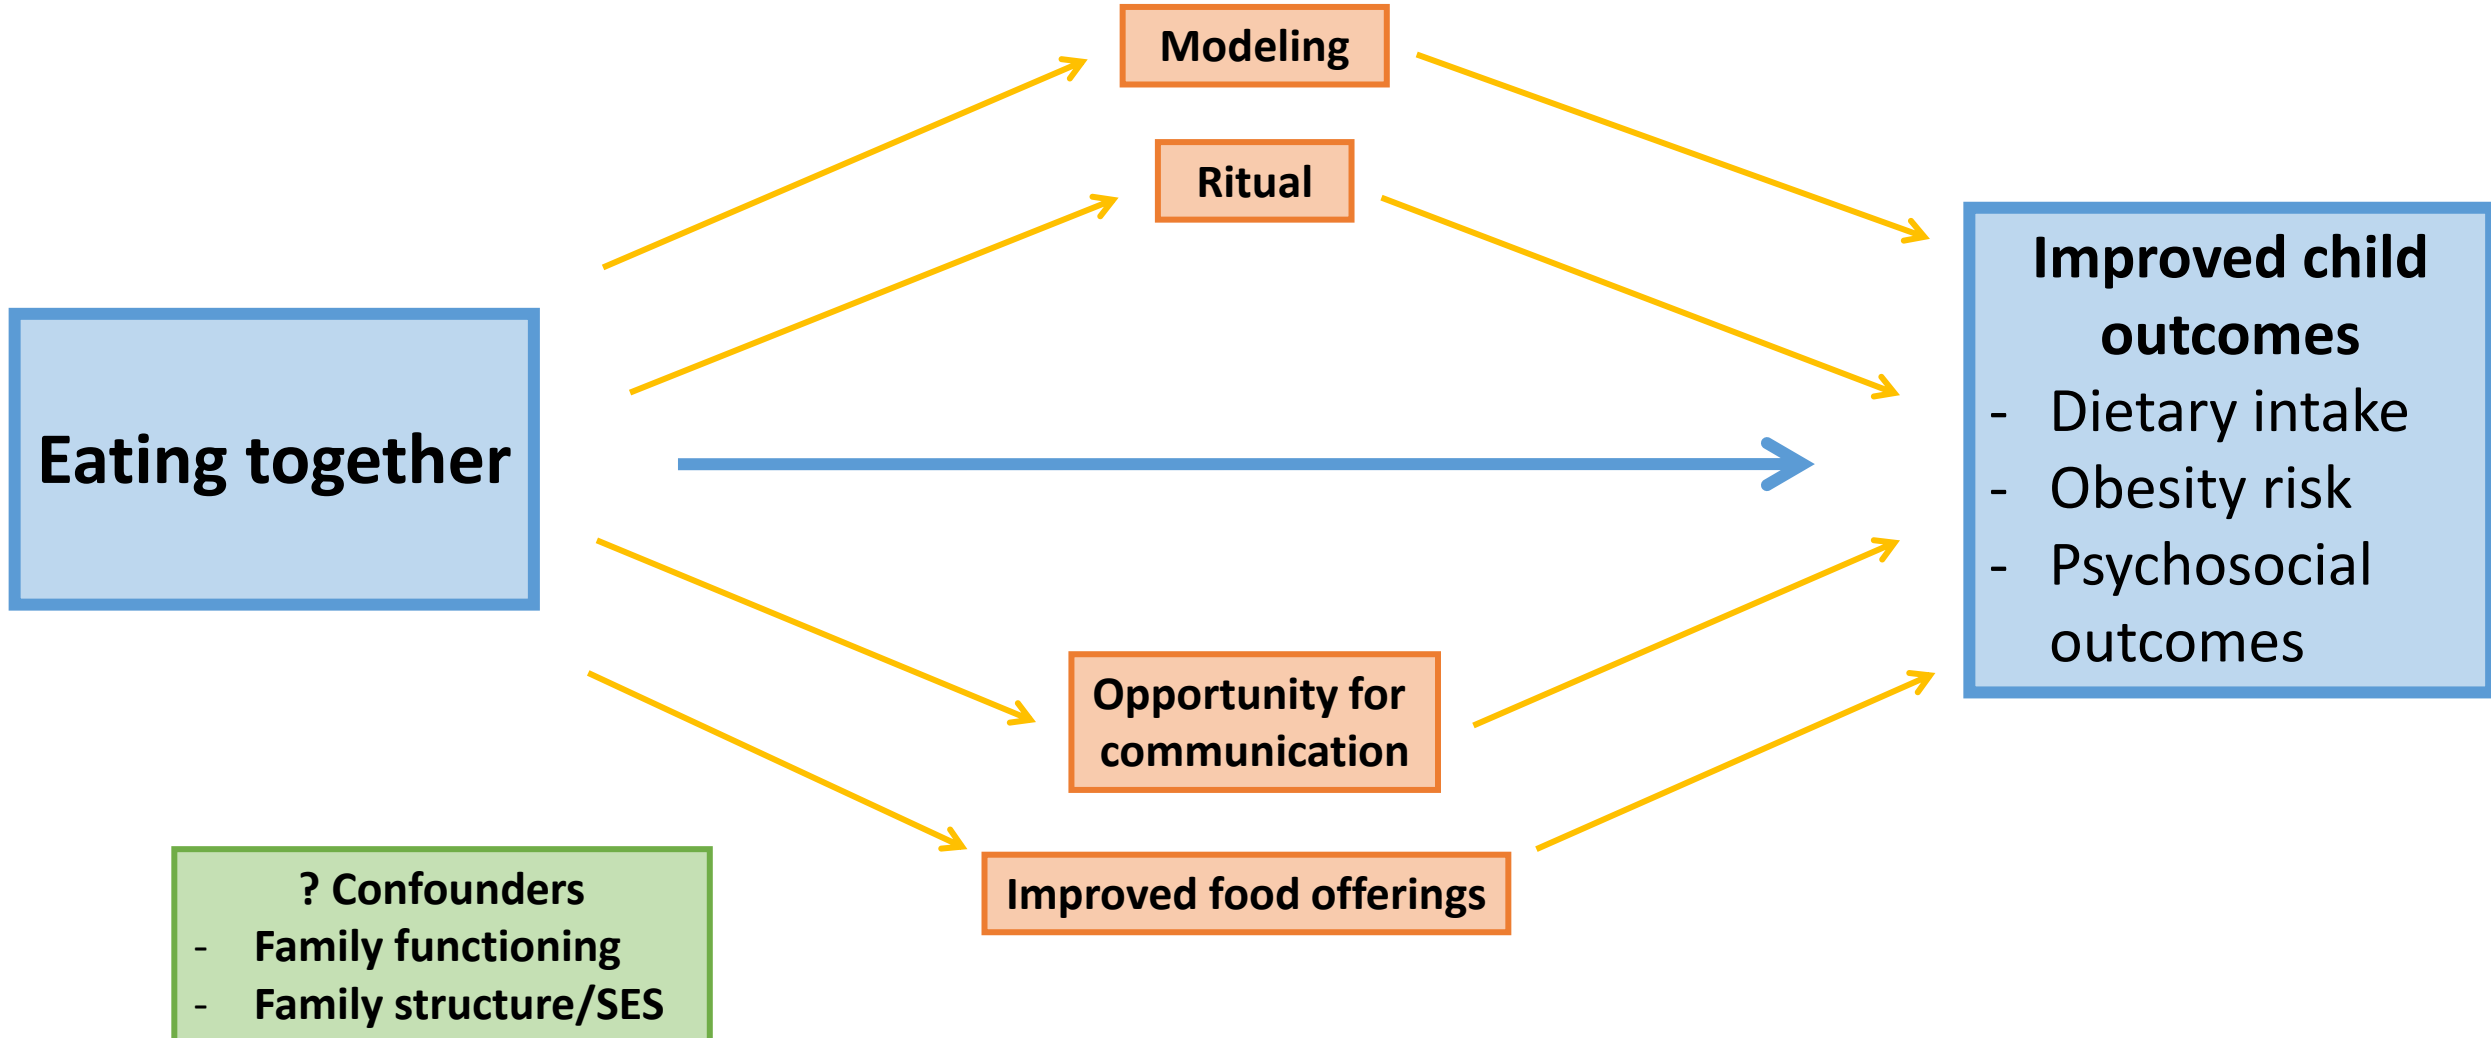 Modeling
Ritual
Eating together
Improved child
outcomes
- Dietary intake
- Obesity risk
- Psychosocial
outcomes
Opportunity for
communication
Improved food offerings
? Confounders
- Family functioning
- Family structure/SES